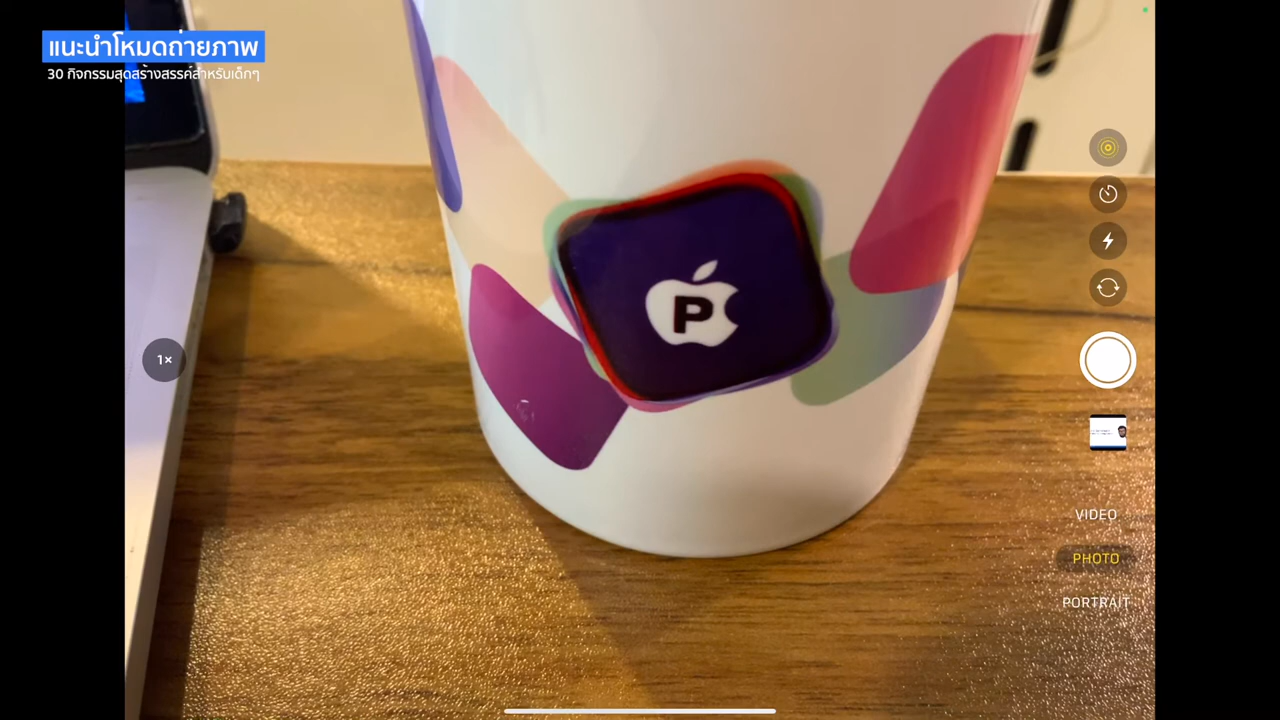 แนะนำโหมดถ่ายภาพ
30 กิจกรรมสุดสร้างสรรค์สำหรับเด็กๆ
P
1×
VIDEO
PHOTO
PORTRAIT